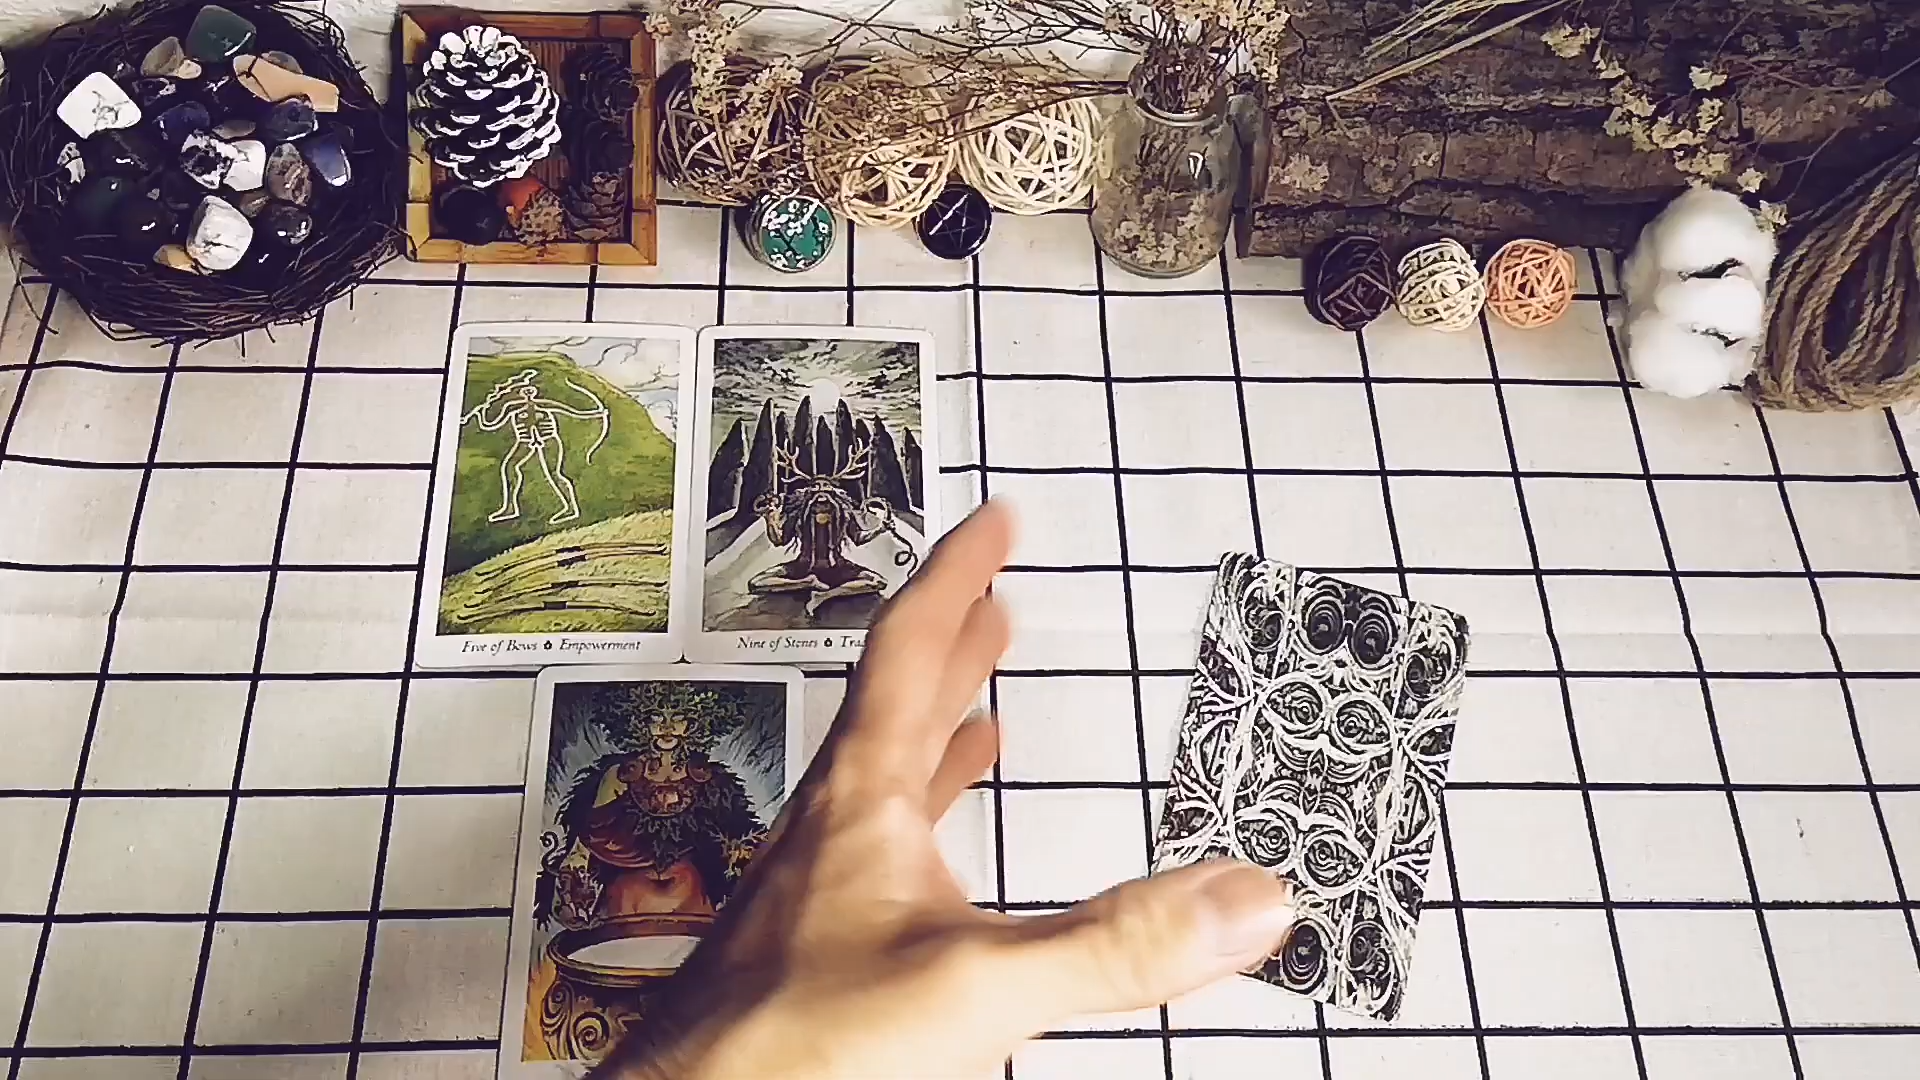 Five of Bows ✿ Empowerment
Nine of Stones ✿